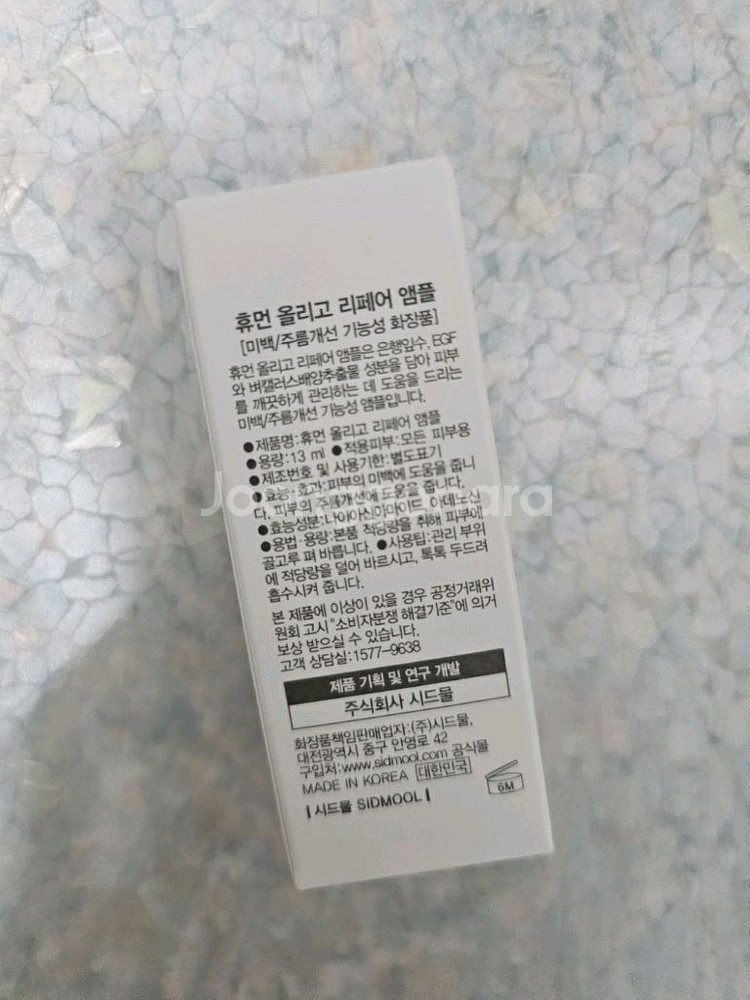 휴먼 올리고 리페어 앰플
[미백/주름개선 기능성 화장품]
휴먼 올리고 리페어 앰플은 은행잎수, EGF
와 벼캘러스배양추출물 성분을 담아 피부
를 깨끗하게 관리하는 데 도움을 드리는
미백/주름개선 기능성 앰플입니다.
●제품명:휴먼 올리고 리페어 앰플
●용량:13 ml ●적용피부:모든 피부용
●제조번호 및 사용기한:별도표기
●효능·효과:피부의 미백에 도움을 줍니
다. 피부의 주름개선에 도움을 줍니다.
●효능성분:나이아신아마이드, 아데노신
●용법·용량:본품 적당량을 취해 피부에
골고루 펴 바릅니다. ●사용팁:관리 부위
에 적당량을 덜어 바르시고, 톡톡 두드려
흡수시켜 줍니다.
본 제품에 이상이 있을 경우 공정거래위
원회 고시 "소비자분쟁 해결기준"에 의거
보상 받으실 수 있습니다.
고객 상담실:1577-9638
제품 기획 및 연구 개발
주식회사 시드물
화장품책임판매업자:(주)시드물,
대전광역시 중구 안영로 42
구입처:www.sidmool.com 공식몰
MADE IN KOREA 대한민국
6M
| 시드물 SIDMOOL |